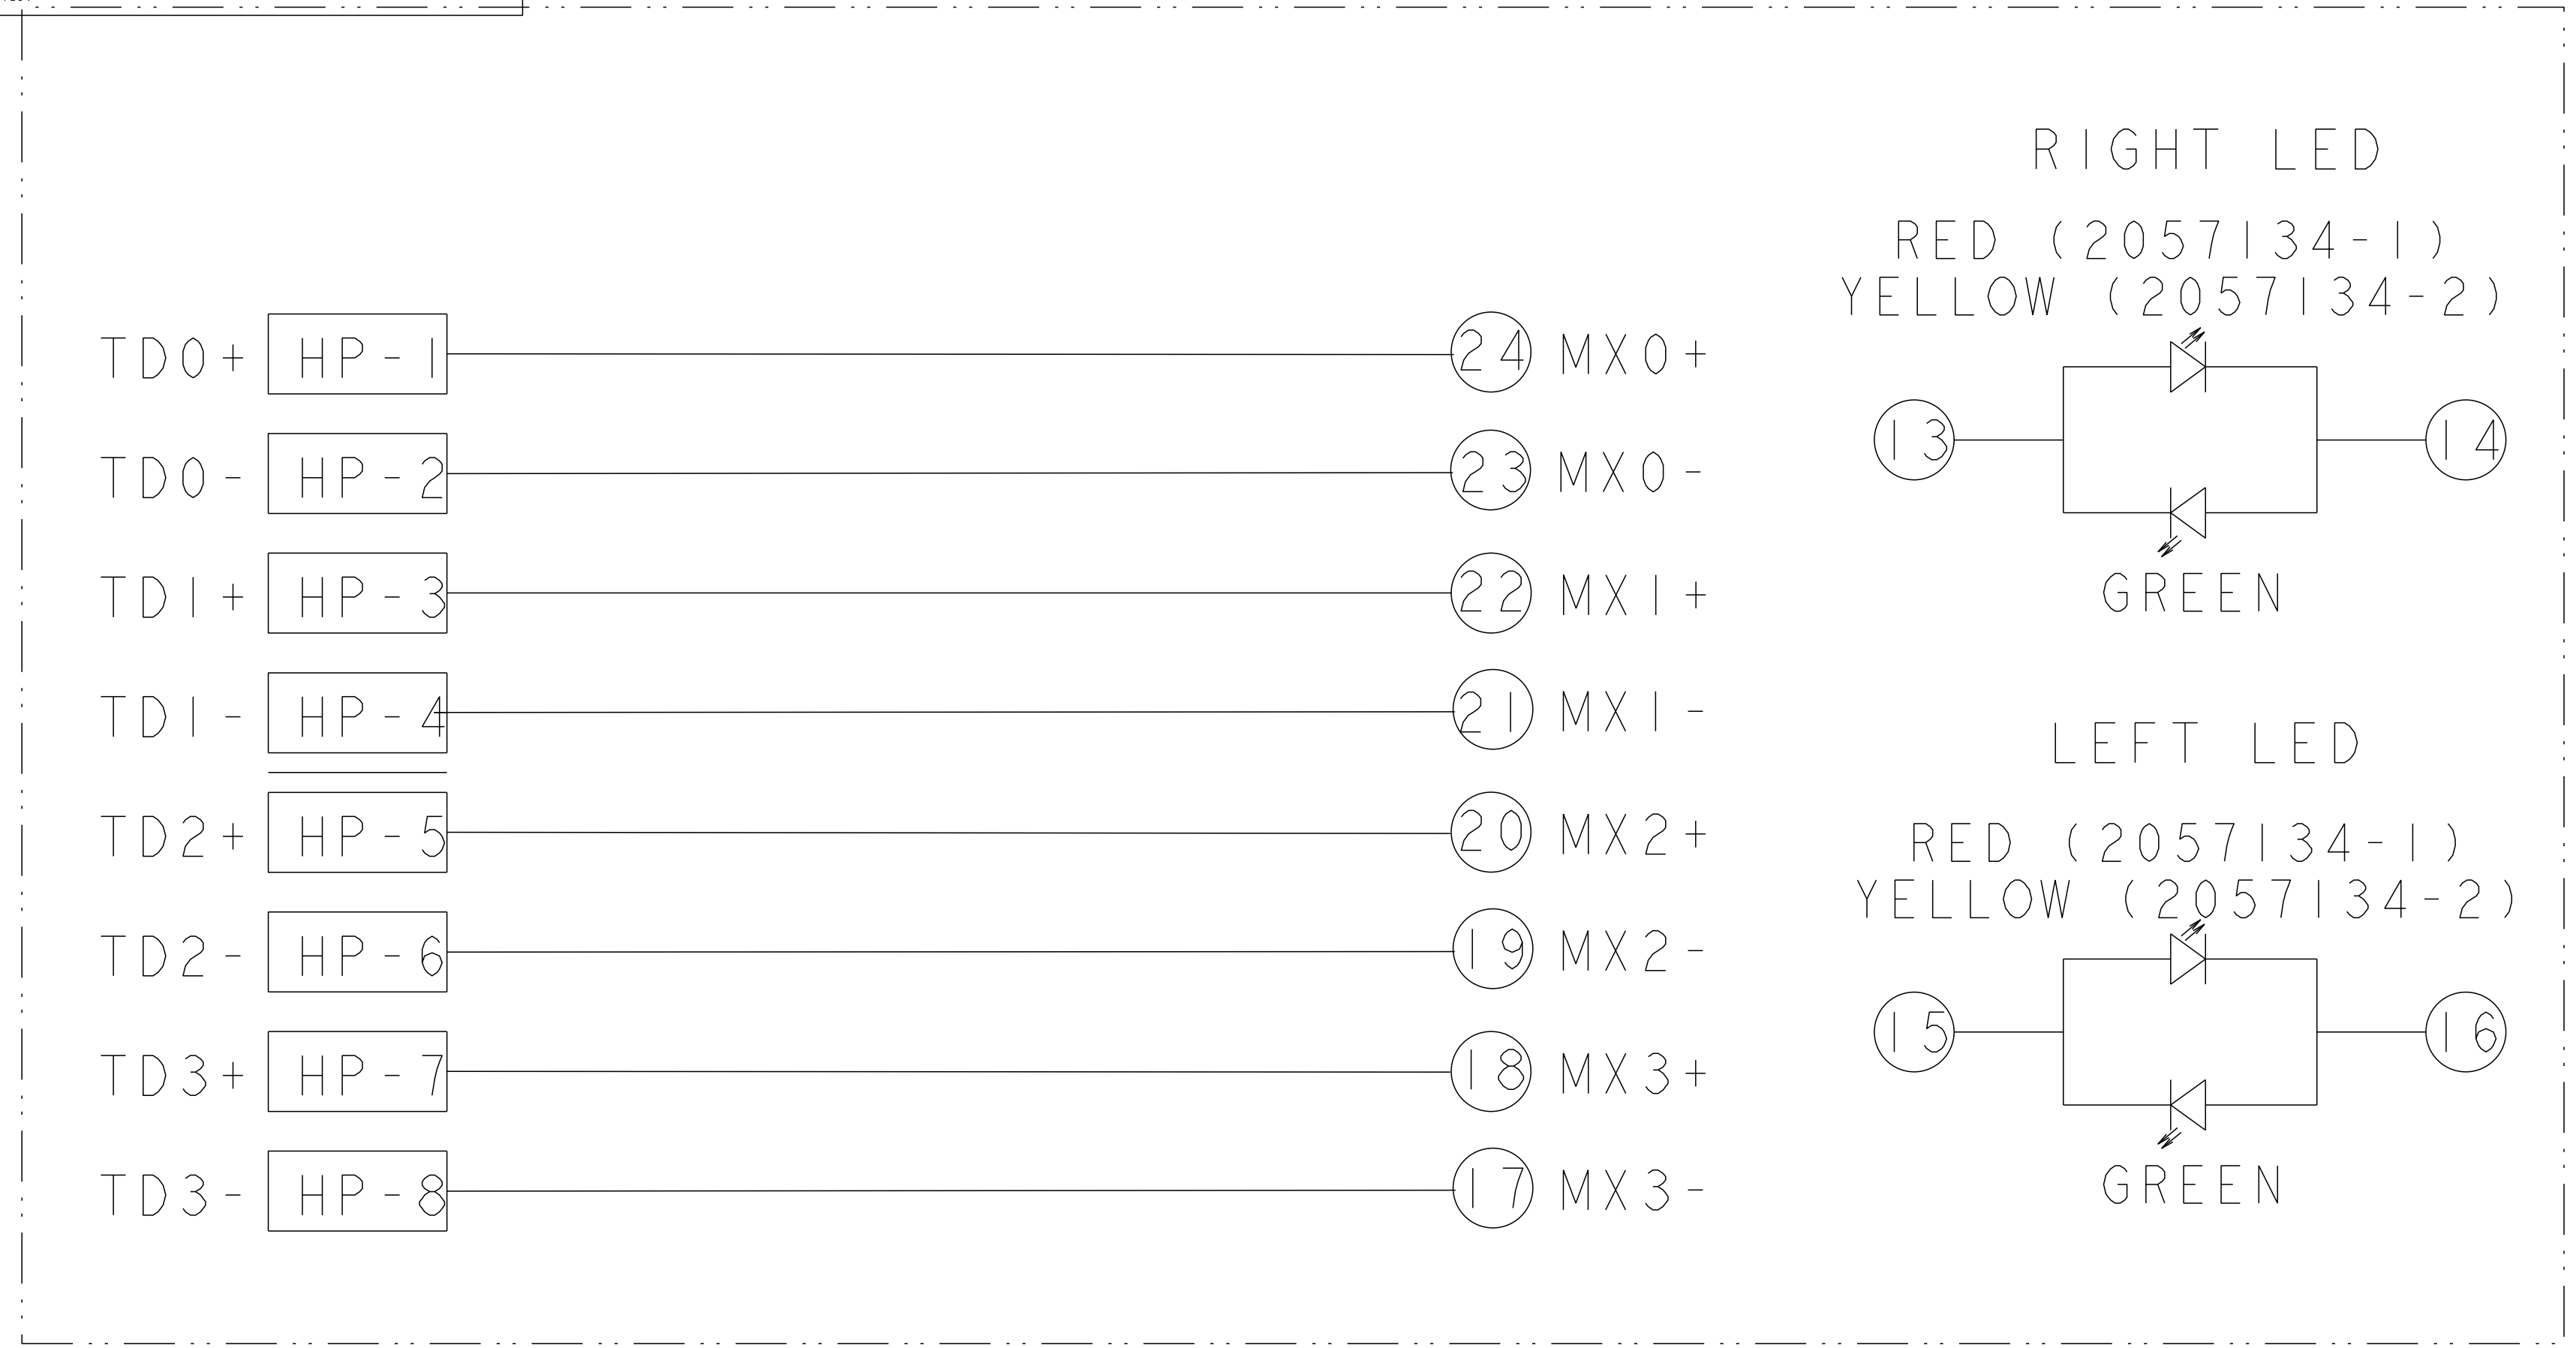 TD0+ HP-1 24 MX0+
TD0- HP-2 23 MX0-
TD1+ HP-3 22 MX1+
TD1- HP-4 21 MX1-
TD2+ HP-5 20 MX2+
TD2- HP-6 19 MX2-
TD3+ HP-7 18 MX3+
TD3- HP-8 17 MX3-
RIGHT LED
RED (2057134-1)
YELLOW (2057134-2)
13 14
GREEN
LEFT LED
RED (2057134-1)
YELLOW (2057134-2)
15 16
GREEN